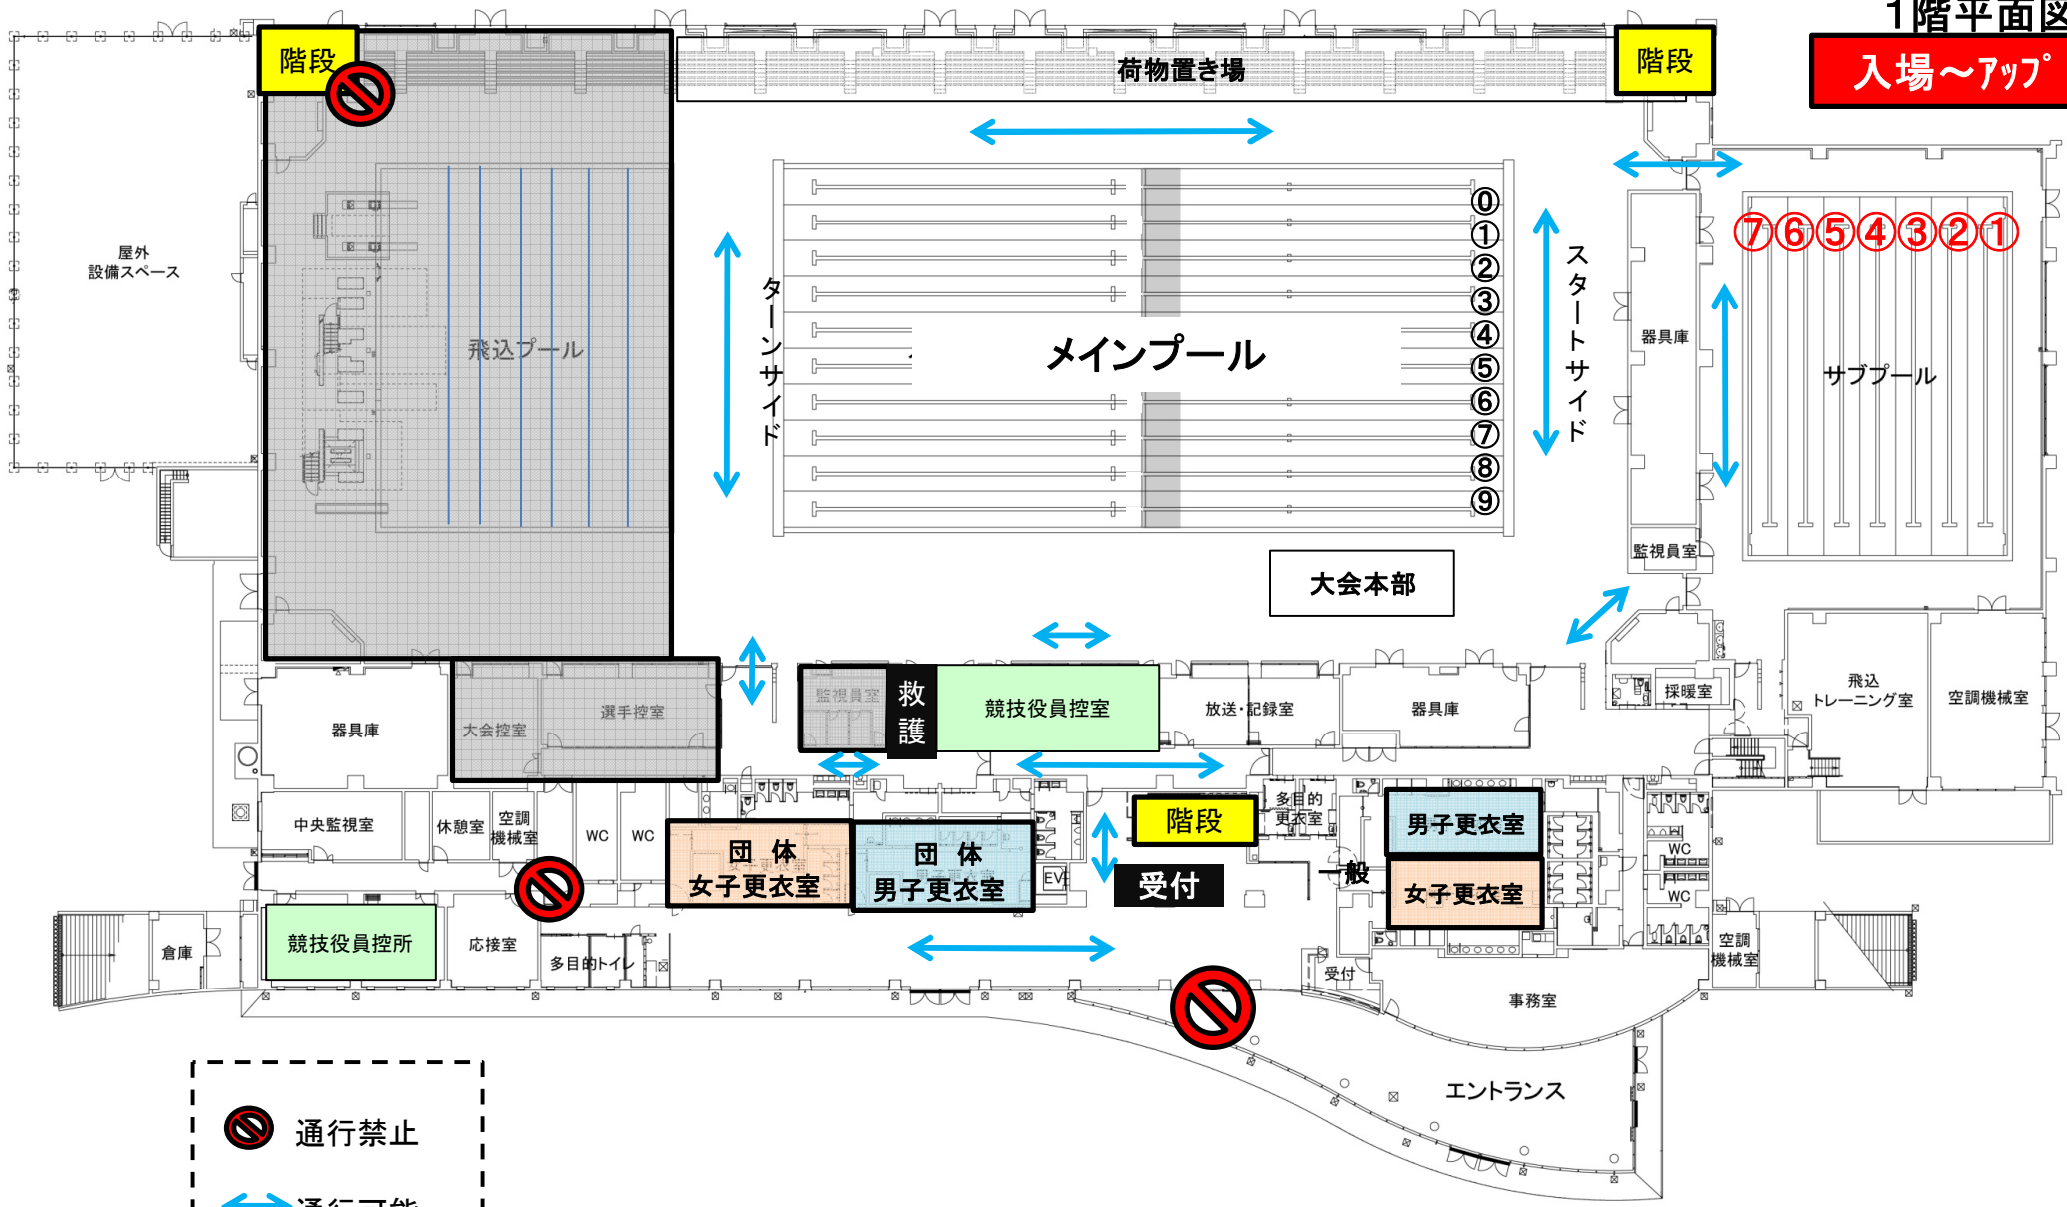 1階平面図
入場～ｱｯﾌﾟ
階段
荷物置き場
階段
屋外
設備スペース
飛込プール
ターンサイド
メインプール
⓪
①
②
③
④
⑤
⑥
⑦
⑧
⑨
スタートサイド
器具庫
⑦⑥⑤④③②①
サブプール
監視員室
大会本部
器具庫
大会控室
選手控室
監視員室
救護
競技役員控室
放送・記録室
器具庫
採暖室
飛込
トレーニング室
空調機械室
中央監視室
休憩室
空調
機械室
WC
WC
団 体
女子更衣室
団 体
男子更衣室
EV
階段
受付
多目的
更衣室
一般
男子更衣室
女子更衣室
WC
WC
倉庫
競技役員控所
応接室
多目的トイレ
受付
事務室
空調
機械室
エントランス
通行禁止
通行可能